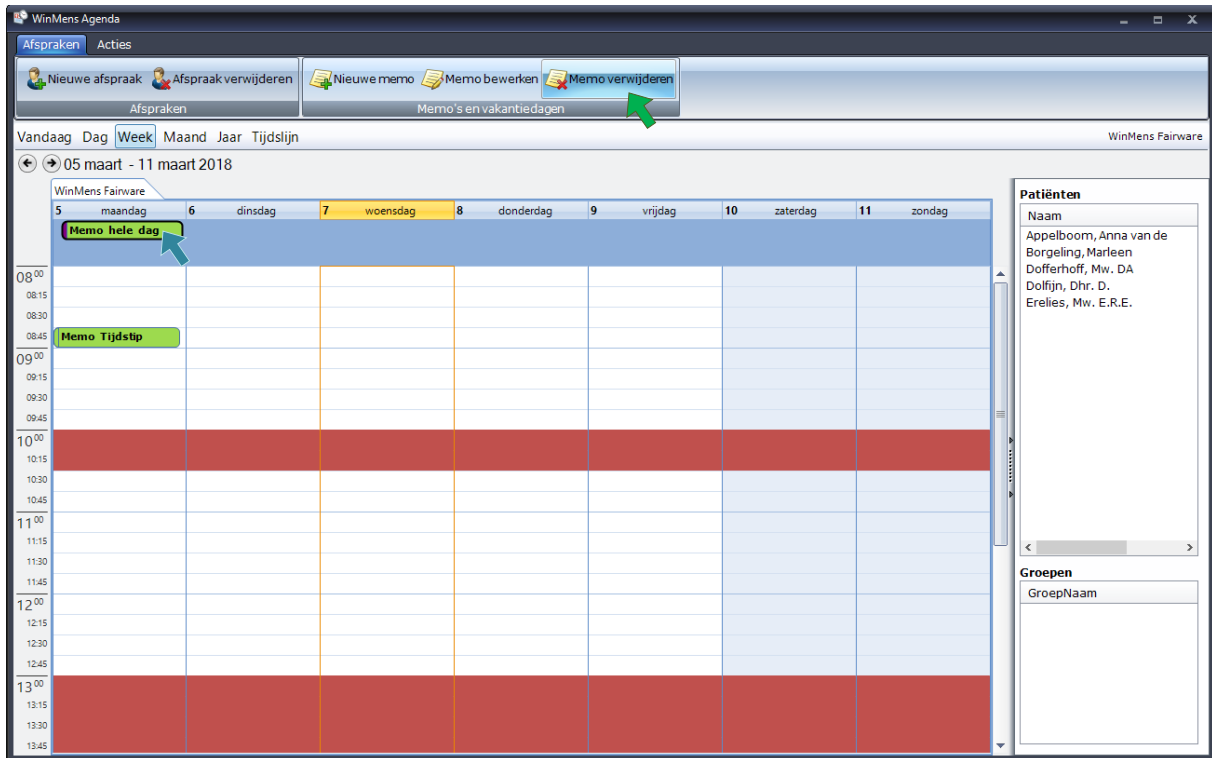 WinMens Agenda
Afspraken Acties
Nieuwe afspraak Afspraak verwijderen Nieuwe memo Memo bewerken Memo verwijderen
Afspraken Memo's en vakantiedagen
Vandaag Dag Week Maand Jaar Tijdslijn WinMens Fairware
05 maart - 11 maart 2018
WinMens Fairware
5 maandag 6 dinsdag 7 woensdag 8 donderdag 9 vrijdag 10 zaterdag 11 zondag
Memo hele dag
08 00
08:15
08:30
08:45 Memo Tijdstip
09 00
09:15
09:30
09:45
10 00
10:15
10:30
10:45
11 00
11:15
11:30
11:45
12 00
12:15
12:30
12:45
13 00
13:15
13:30
13:45
Patiënten
Naam
Appelboom, Anna van de
Borgeling, Marleen
Dofferhoff, Mw. DA
Dolfijn, Dhr. D.
Erelies, Mw. E.R.E.
Groepen
GroepNaam